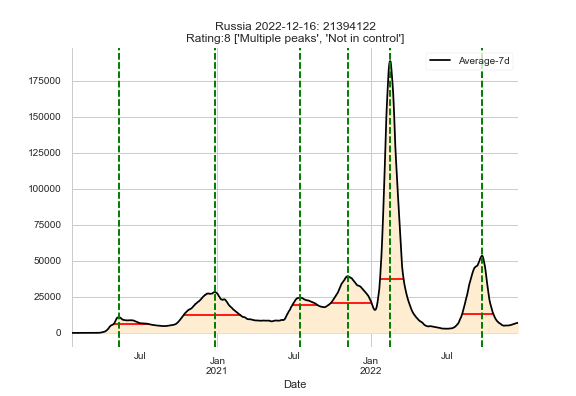 Russia 2022-12-16: 21394122
Rating:8 ['Multiple peaks', 'Not in control']
Average-7d
175000
150000
125000
100000
75000
50000
25000
0
Jul
Jan
2021
Jul
Jan
2022
Jul
Date